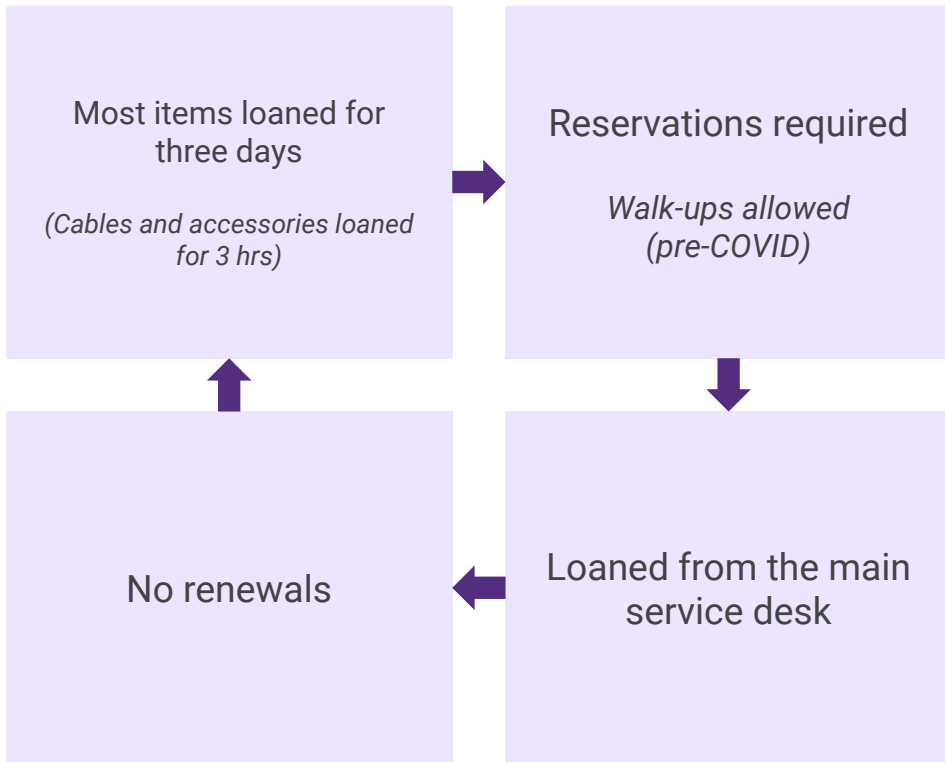 Most items loaned for
three days
(Cables and accessories loaned
for 3 hrs)
Reservations required
Walk-ups allowed
(pre-COVID)
Loaned from the main
service desk
No renewals